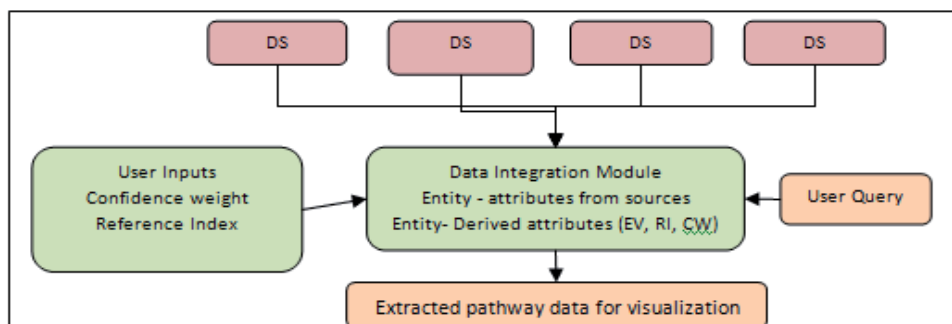 DS
DS
DS
DS
User Inputs
Confidence weight
Reference Index
Data Integration Module
Entity - attributes from sources
Entity- Derived attributes (EV, RI, CW)
User Query
Extracted pathway data for visualization